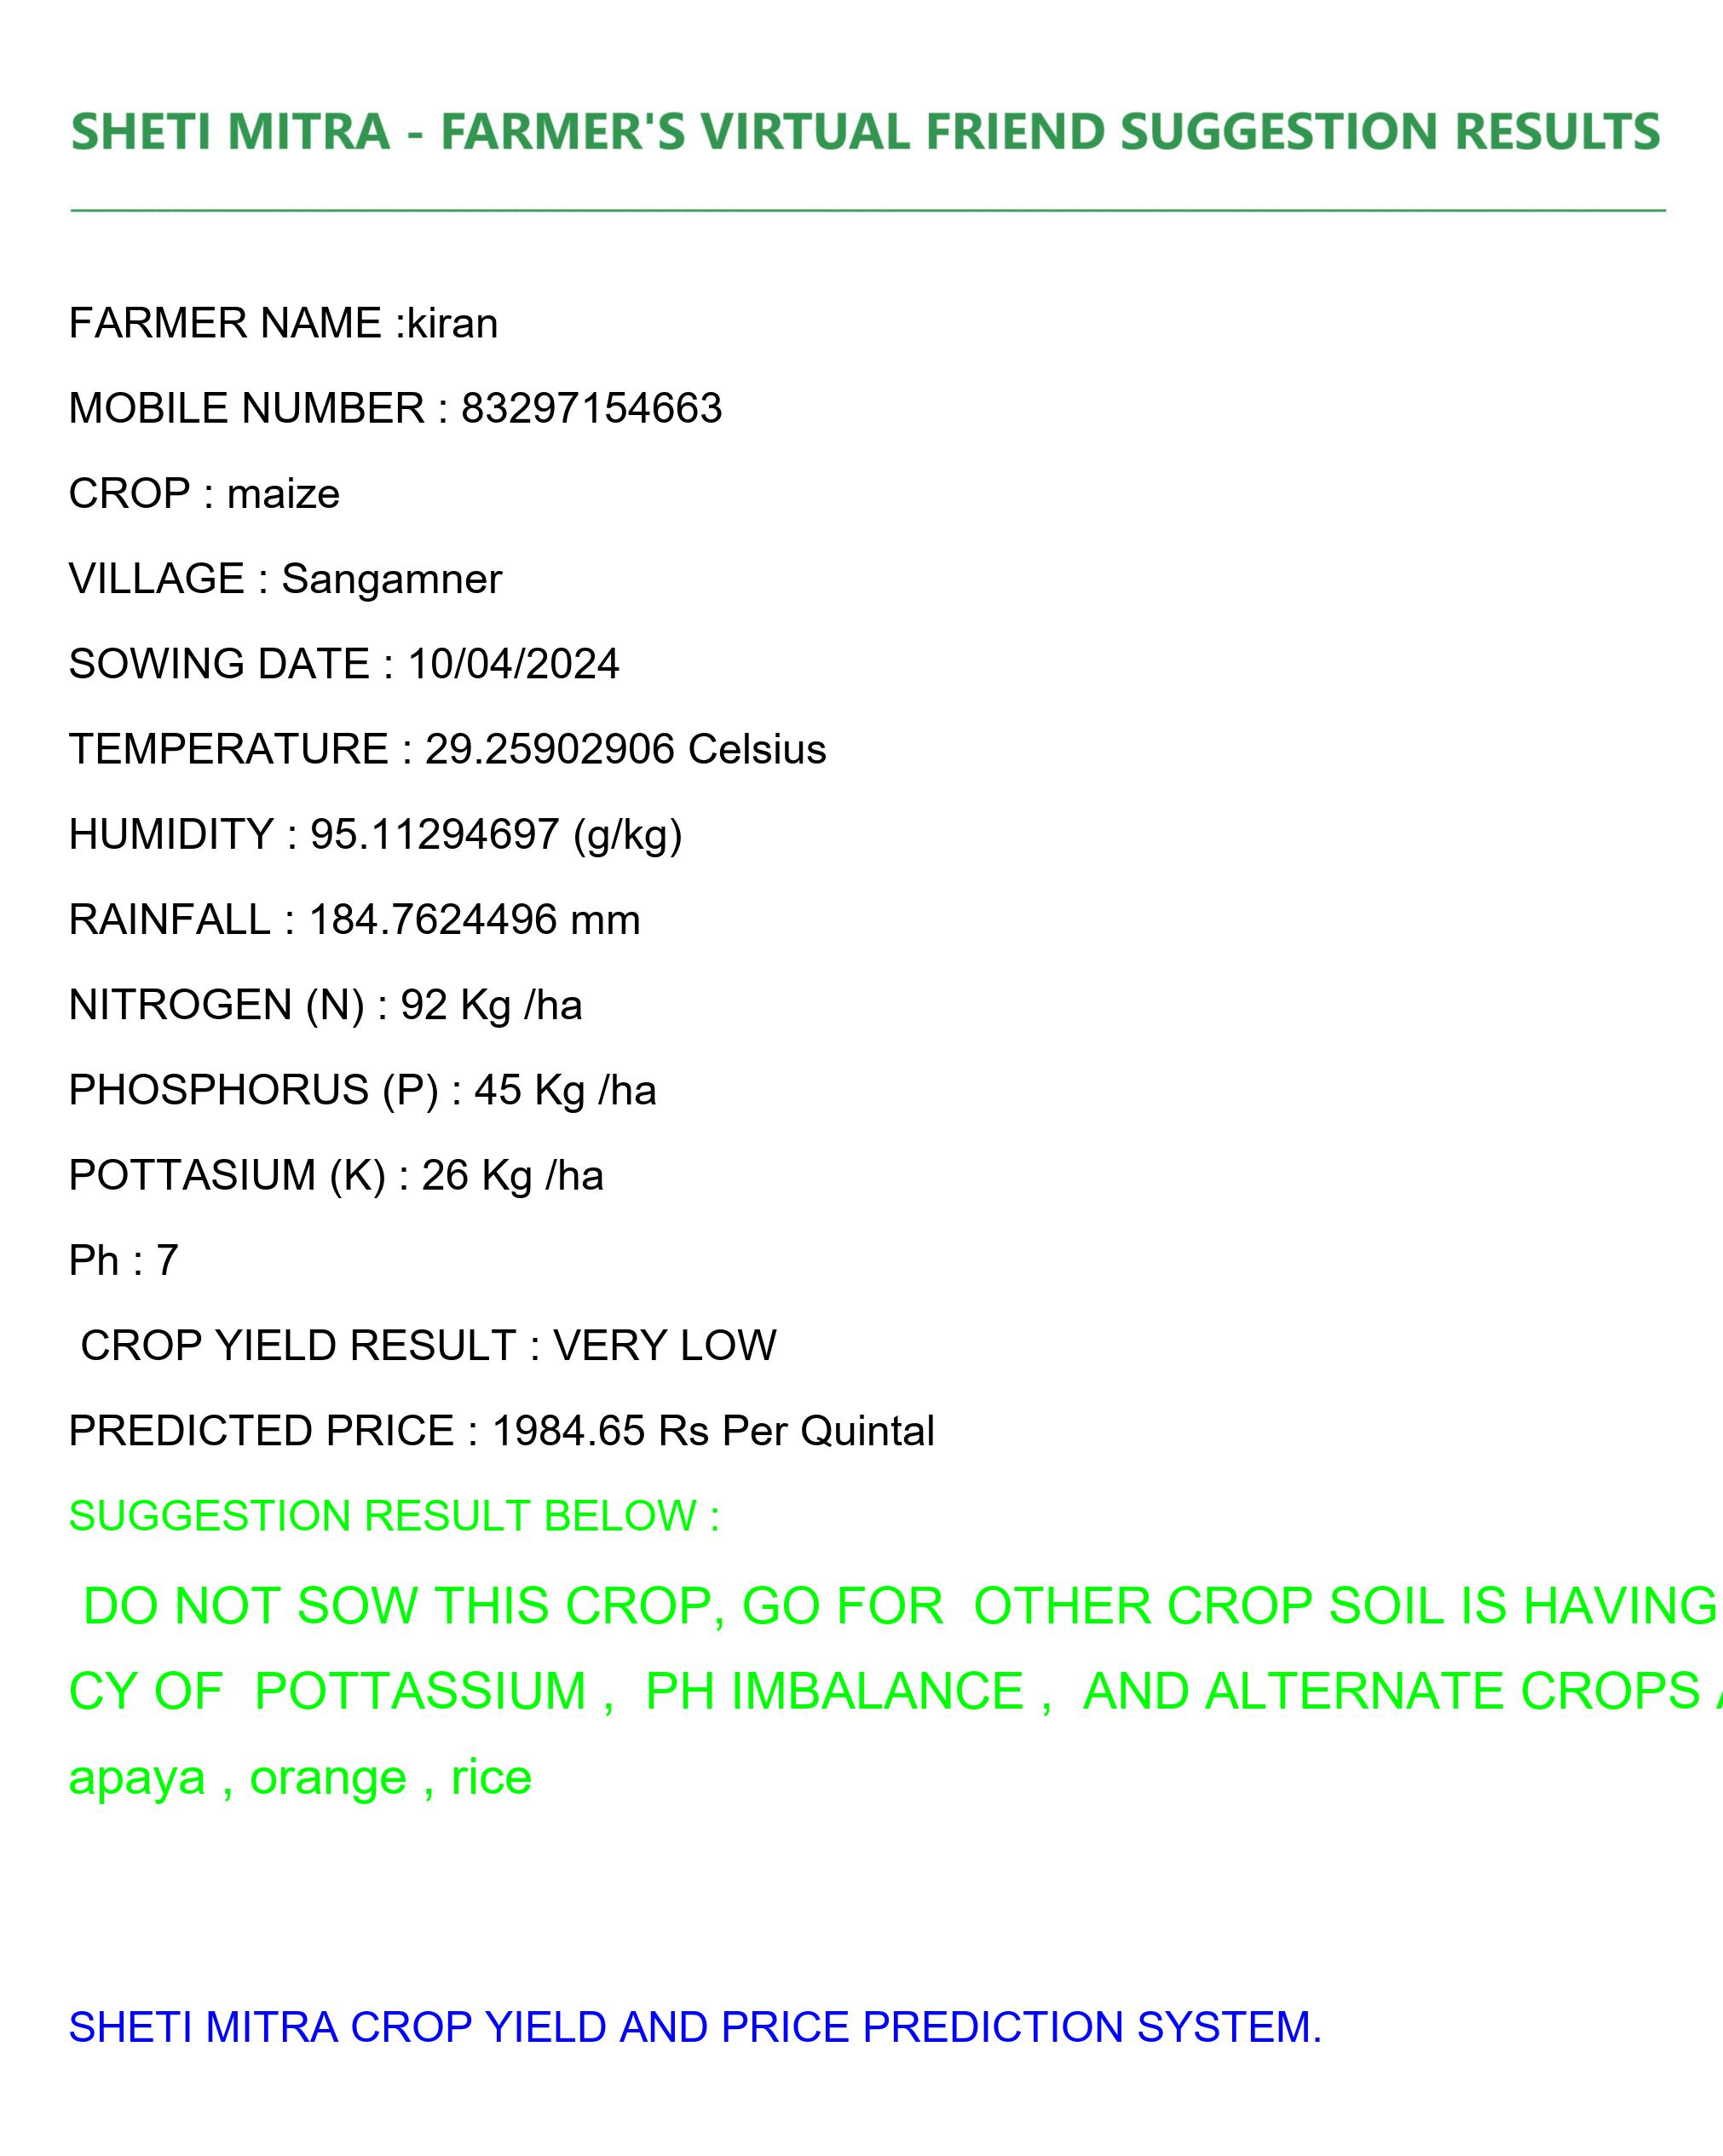 SHETI MITRA - FARMER'S VIRTUAL FRIEND SUGGESTION RESULTS
FARMER NAME :kiran
MOBILE NUMBER : 83297154663
CROP : maize
VILLAGE : Sangamner
SOWING DATE : 10/04/2024
TEMPERATURE : 29.25902906 Celsius
HUMIDITY : 95.11294697 (g/kg)
RAINFALL : 184.7624496 mm
NITROGEN (N) : 92 Kg /ha
PHOSPHORUS (P) : 45 Kg /ha
POTTASIUM (K) : 26 Kg /ha
Ph : 7
CROP YIELD RESULT : VERY LOW
PREDICTED PRICE : 1984.65 Rs Per Quintal
SUGGESTION RESULT BELOW :
DO NOT SOW THIS CROP, GO FOR  OTHER CROP SOIL IS HAVING
CY OF  POTTASSIUM ,  PH IMBALANCE ,  AND ALTERNATE CROPS
apaya , orange , rice
SHETI MITRA CROP YIELD AND PRICE PREDICTION SYSTEM.